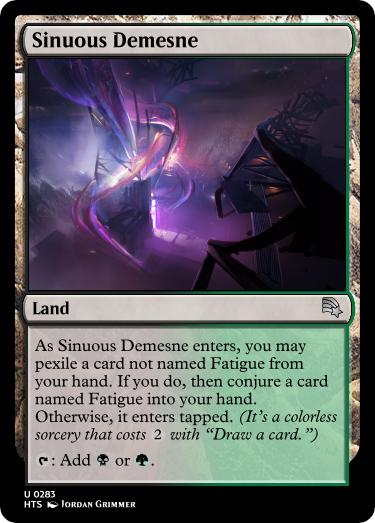 Sinuous Demesne
Land
As Sinuous Demesne enters, you may
pexile a card not named Fatigue from
your hand. If you do, then conjure a card
named Fatigue into your hand.
Otherwise, it enters tapped. (It's a colorless
sorcery that costs 2 with “Draw a card.”)
: Add or .
U 0283
HTS Jordan Grimmer